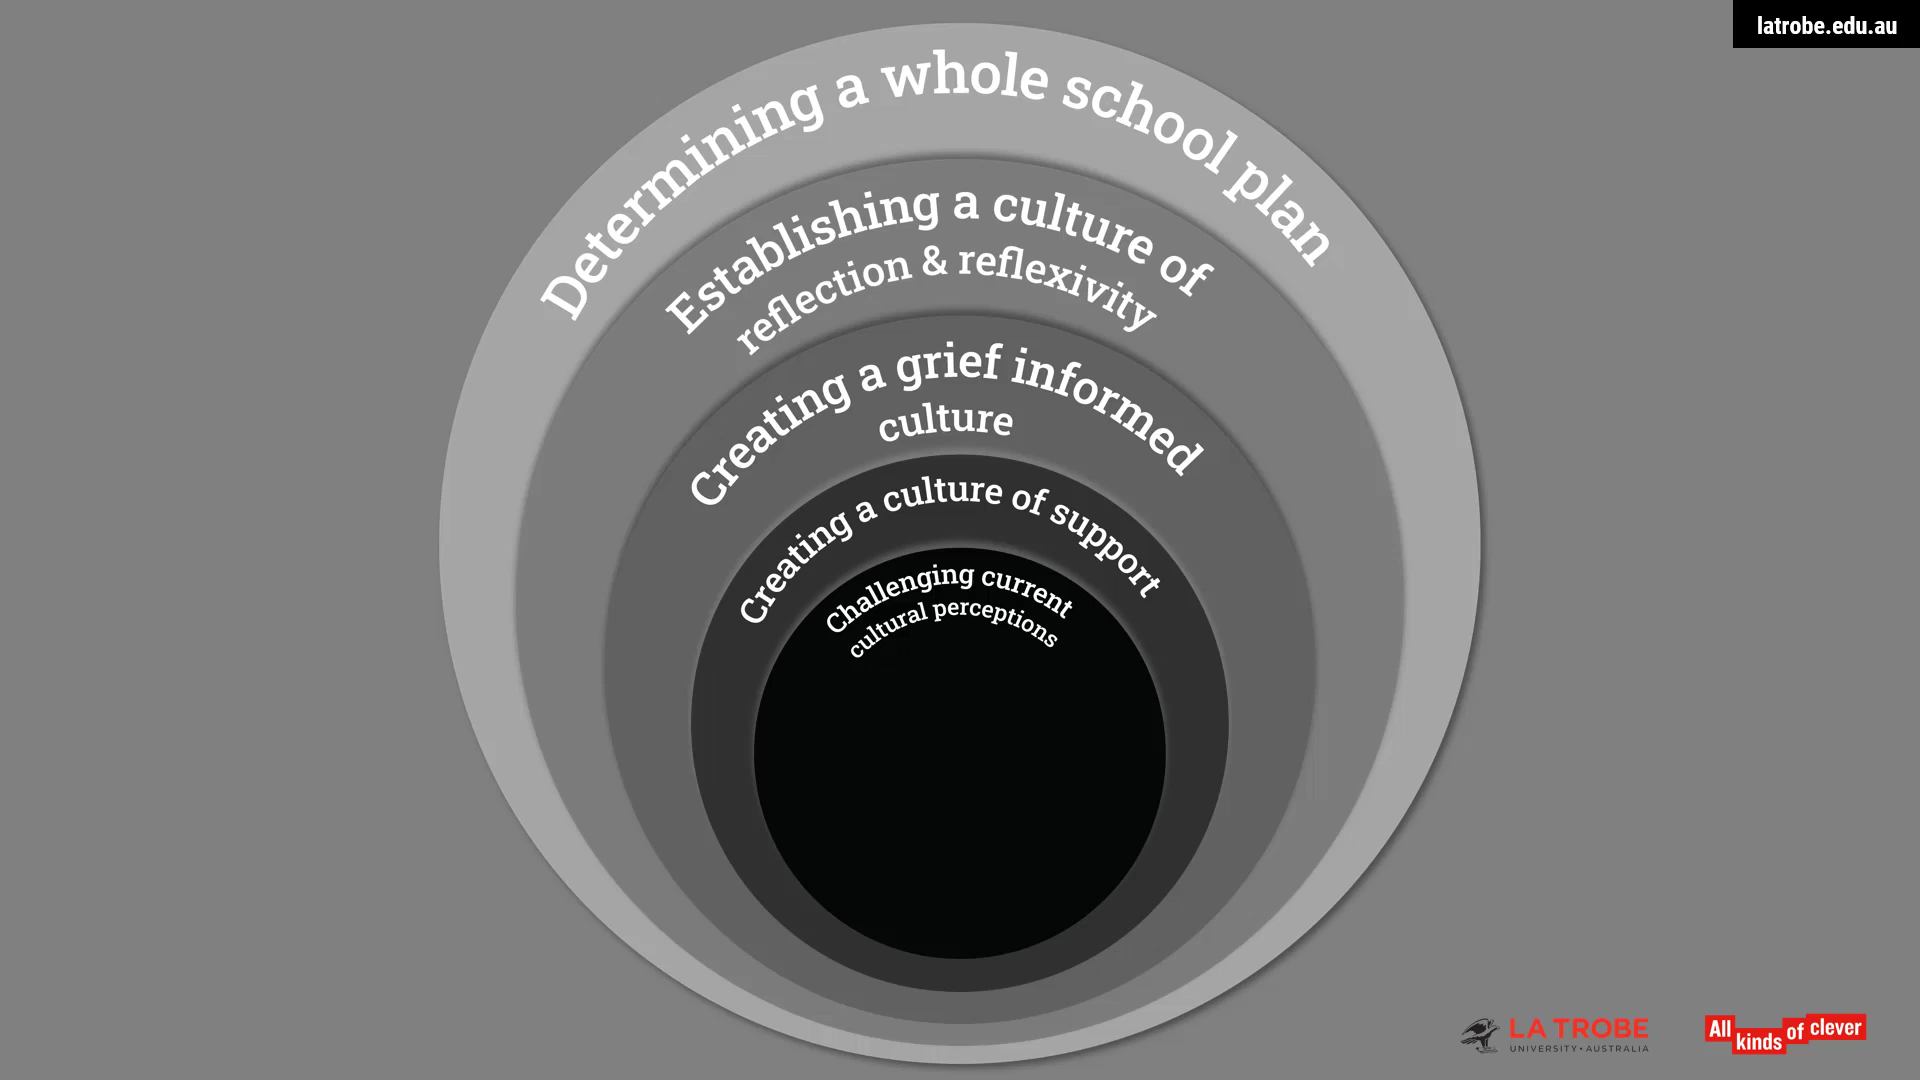 latrobe.edu.au
Determining a whole school plan
Establishing a culture of
reflection & reflexivity
Creating a grief informed
culture
Creating a culture of support
Challenging current
cultural perceptions
LA TROBE
UNIVERSITY • AUSTRALIA
All kinds of clever